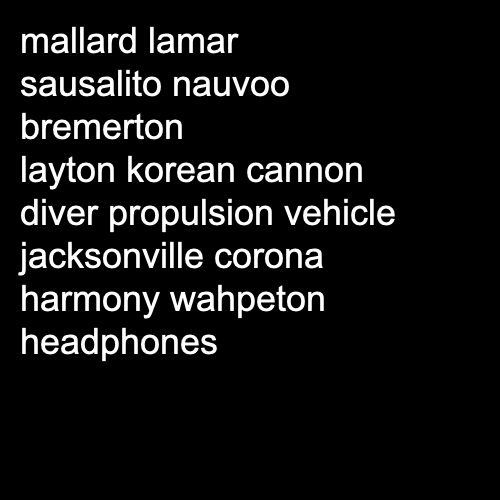 mallard lamar
sausalito nauvoo
bremerton
layton korean cannon
diver propulsion vehicle
jacksonville corona
harmony wahpeton
headphones